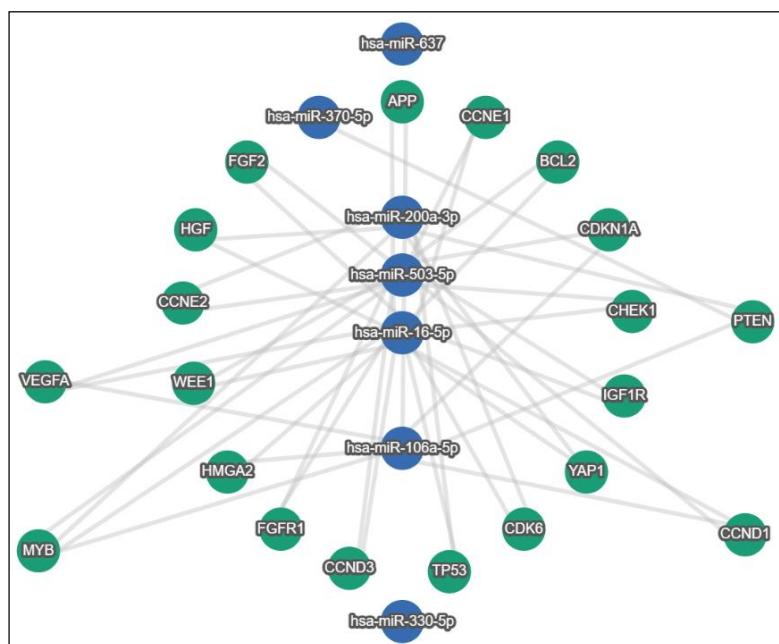 hsa-miR-637
APP
hsa-miR-370-5p
CCNE1
FGF2
BCL2
hsa-miR-200a-3p
HGF
CDKN1A
hsa-miR-503-5p
CCNE2
CHEK1
PTEN
hsa-miR-16-5p
VEGFA
WEE1
IGF1R
hsa-miR-106a-5p
HMGA2
YAP1
FGFR1
CDK6
CCND1
MYB
CCND3
TP53
hsa-miR-330-5p